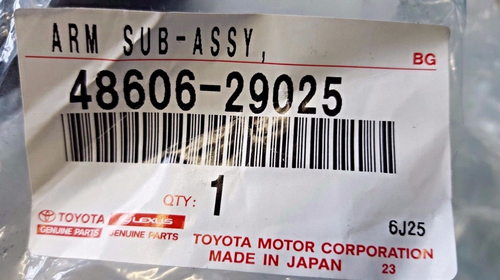 ARM SUB-ASSY,
BG
48606-29025
QTY: 1
6J25
TOYOTA LEXUS
GENUINE PARTS GENUINE PARTS
TOYOTA MOTOR CORPORATION
MADE IN JAPAN 23